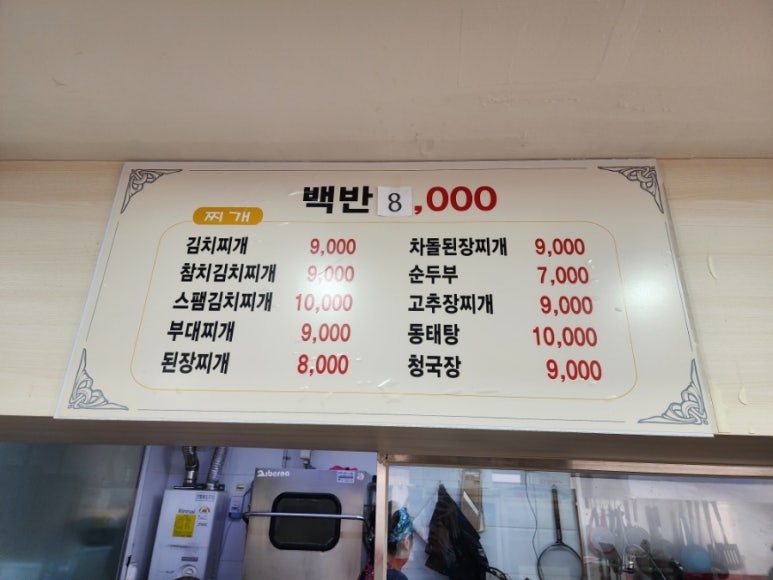 백반 8,000
찌개
김치찌개 9,000
참치김치찌개 9,000
스팸김치찌개 10,000
부대찌개 9,000
된장찌개 8,000
차돌된장찌개 9,000
순두부 7,000
고추장찌개 9,000
동태탕 10,000
청국장 9,000
Rinnai